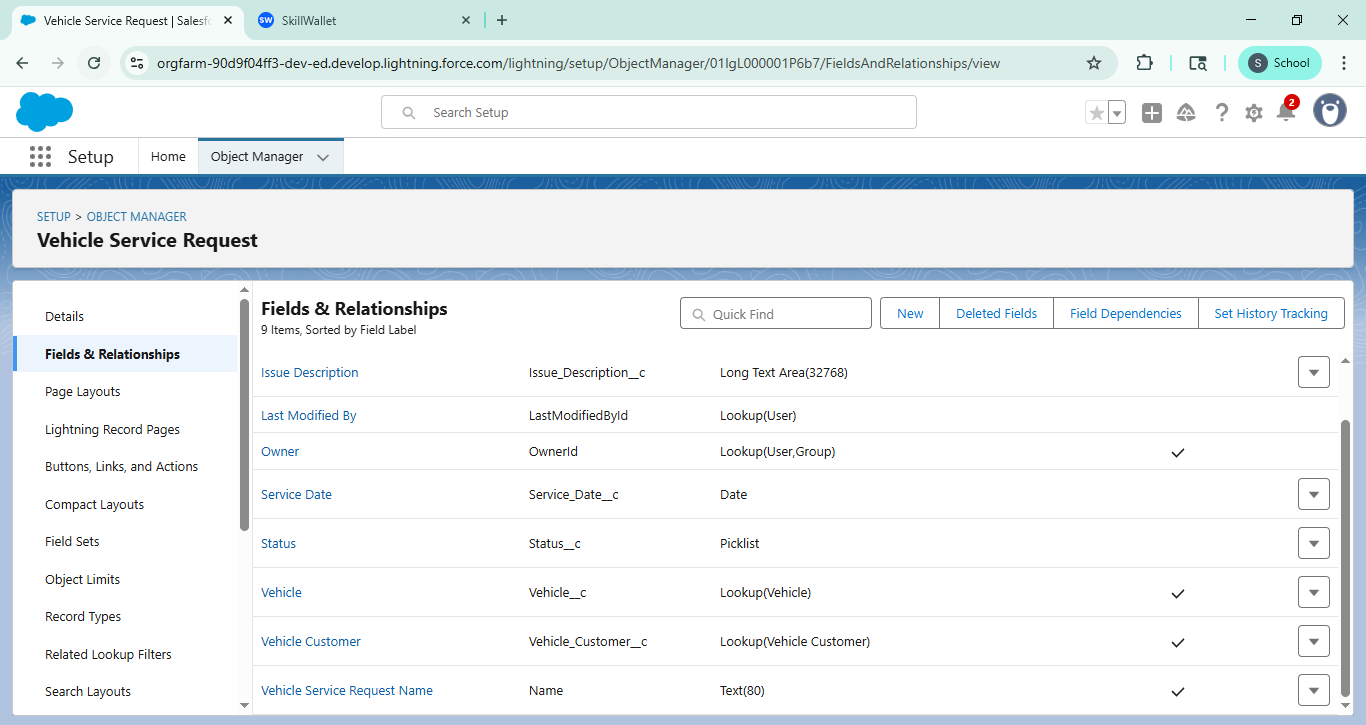 Vehicle Service Request | Salesfo
SW SkillWallet
orgfarm-90d9f04ff3-dev-ed.develop.lightning.force.com/lightning/setup/ObjectManager/01IgL000001P6b7/FieldsAndRelationships/view
S School
Search Setup
2
Setup Home Object Manager
SETUP > OBJECT MANAGER
Vehicle Service Request
Details
Fields & Relationships
Page Layouts
Lightning Record Pages
Buttons, Links, and Actions
Compact Layouts
Field Sets
Object Limits
Record Types
Related Lookup Filters
Search Layouts
Fields & Relationships
9 Items, Sorted by Field Label
Quick Find
New Deleted Fields Field Dependencies Set History Tracking
Issue Description Issue_Description__c Long Text Area(32768)
Last Modified By LastModifiedById Lookup(User)
Owner OwnerId Lookup(User,Group)
Service Date Service_Date__c Date
Status Status__c Picklist
Vehicle Vehicle__c Lookup(Vehicle)
Vehicle Customer Vehicle_Customer__c Lookup(Vehicle Customer)
Vehicle Service Request Name Name Text(80)